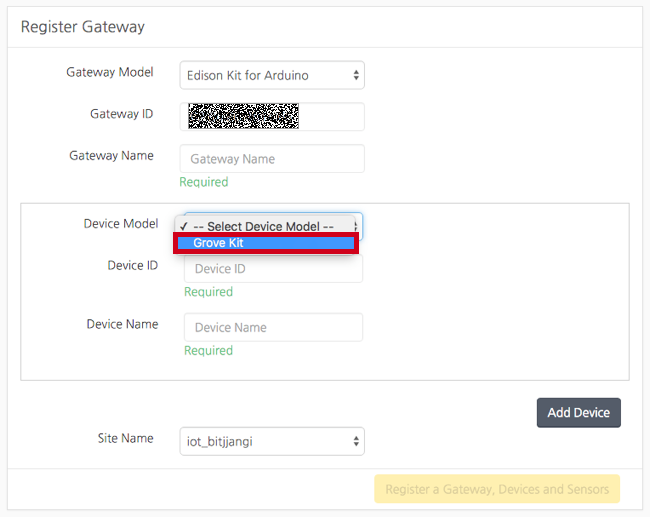 Register Gateway
Gateway Model
Edison Kit for Arduino
Gateway ID
Gateway Name
Gateway Name
Required
Device Model
✓ -- Select Device Model --
Grove Kit
Device ID
Device ID
Required
Device Name
Device Name
Required
Add Device
Site Name
iot_bitjjangi
Register a Gateway, Devices and Sensors